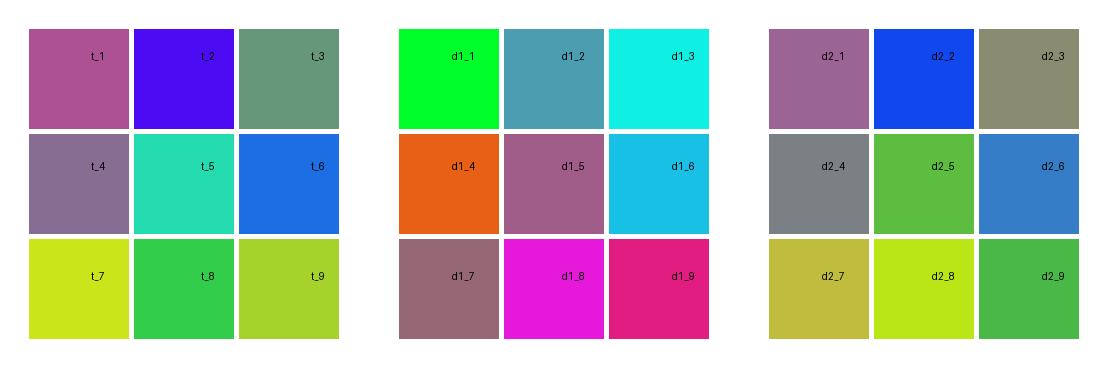 t_1 t_2 t_3 d1_1 d1_2 d1_3 d2_1 d2_2 d2_3
t_4 t_5 t_6 d1_4 d1_5 d1_6 d2_4 d2_5 d2_6
t_7 t_8 t_9 d1_7 d1_8 d1_9 d2_7 d2_8 d2_9